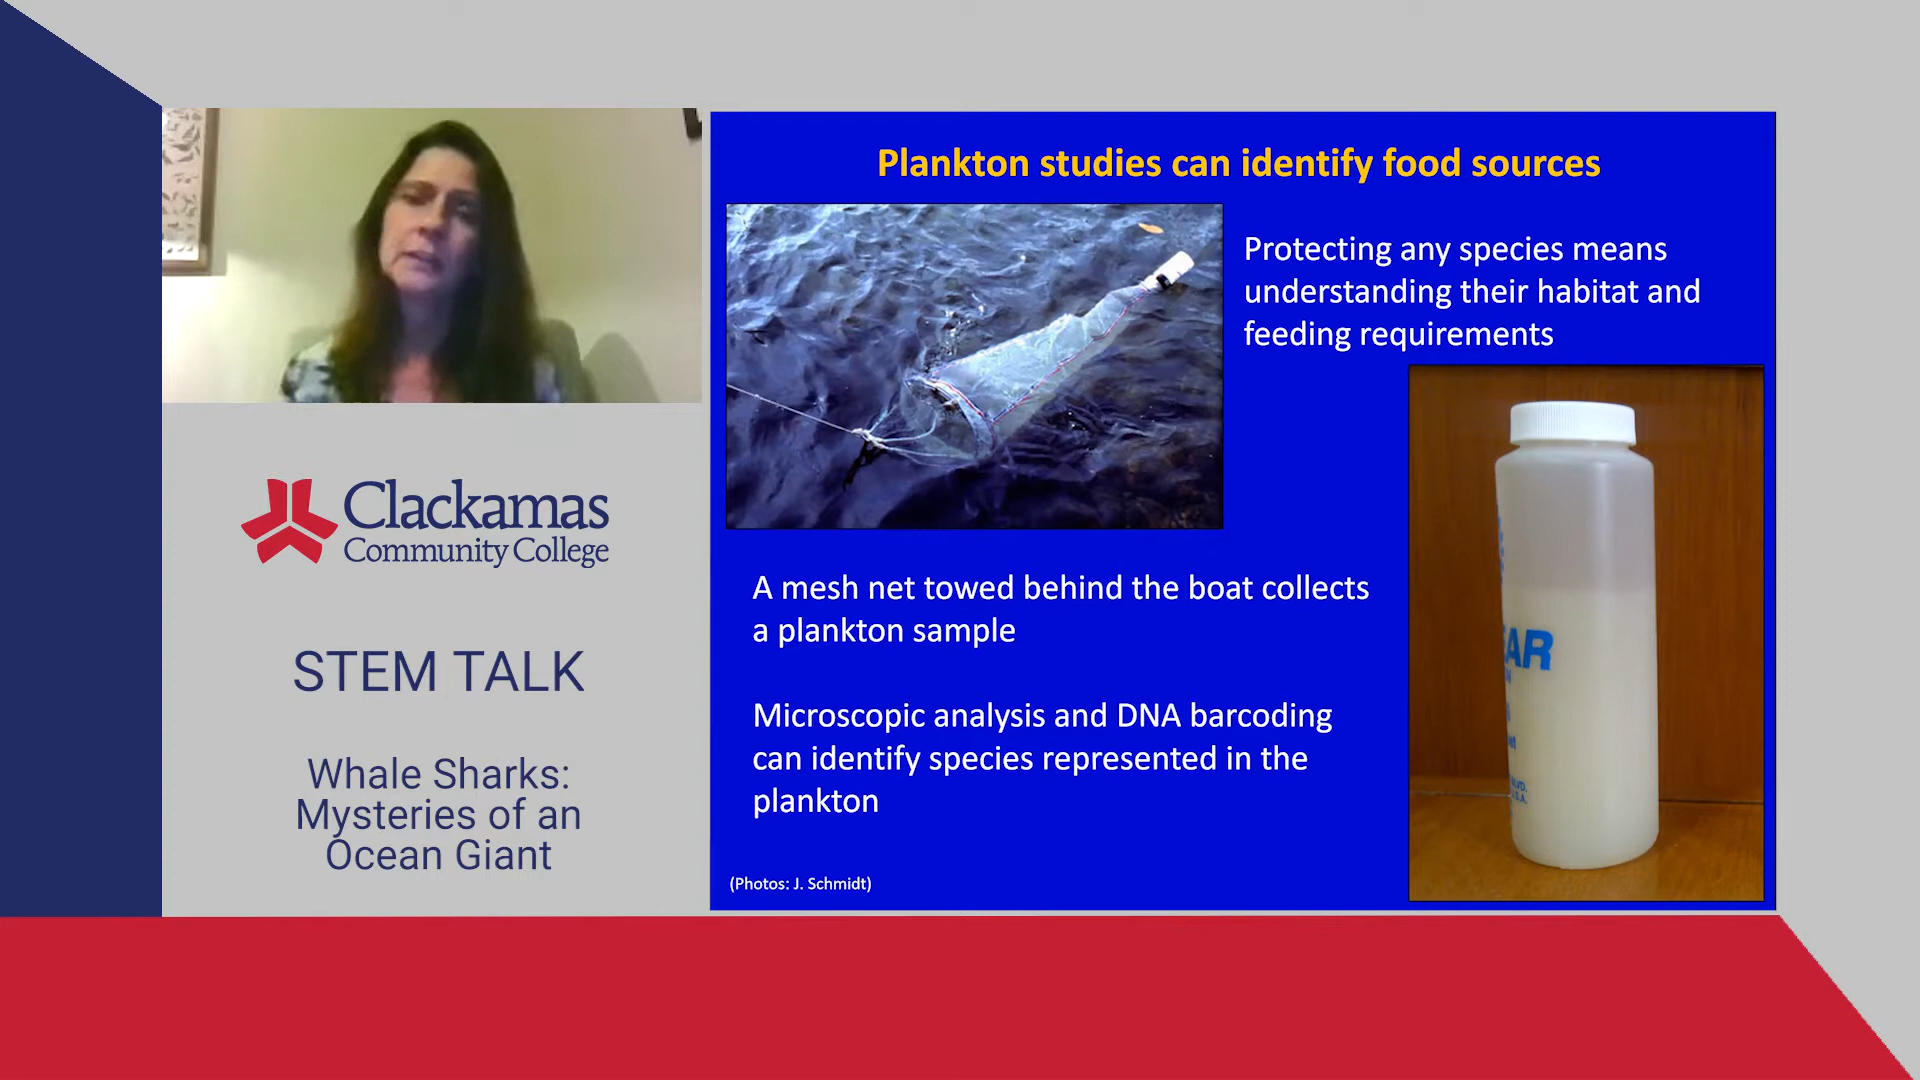 Clackamas
Community College
STEM TALK
Whale Sharks:
Mysteries of an
Ocean Giant
Plankton studies can identify food sources
Protecting any species means
understanding their habitat and
feeding requirements
A mesh net towed behind the boat collects
a plankton sample
Microscopic analysis and DNA barcoding
can identify species represented in the
plankton
(Photos: J. Schmidt)
AR
BLVD.
U.S.A.